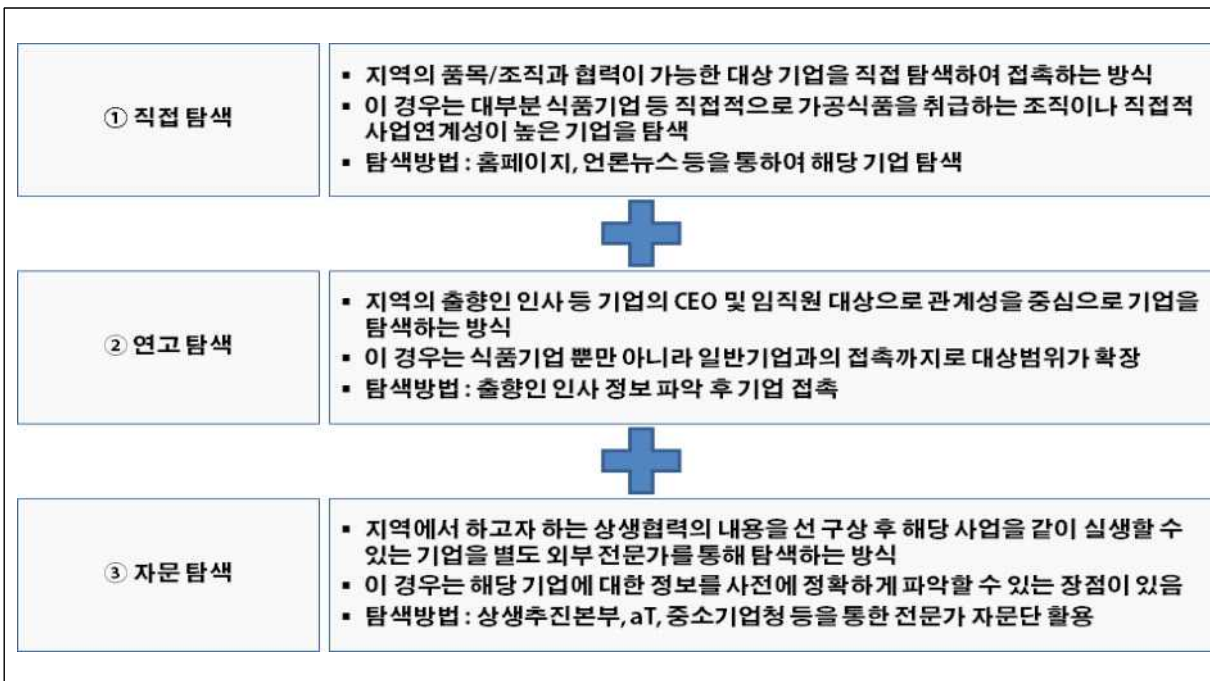 ① 직접 탐색
▪ 지역의 품목/조직과 협력이 가능한 대상 기업을 직접 탐색하여 접촉하는 방식
▪ 이 경우는 대부분 식품기업 등 직접적으로 가공식품을 취급하는 조직이나 직접적
사업연계성이 높은 기업을 탐색
▪ 탐색방법 : 홈페이지, 언론뉴스 등을 통하여 해당 기업 탐색
② 연고 탐색
▪ 지역의 출향인 인사 등 기업의 CEO 및 임직원 대상으로 관계성을 중심으로 기업을
탐색하는 방식
▪ 이 경우는 식품기업 뿐만 아니라 일반기업과의 접촉까지로 대상범위가 확장
▪ 탐색방법 : 출향인 인사 정보 파악 후 기업 접촉
③ 자문 탐색
▪ 지역에서 하고자 하는 상생협력의 내용을 선 구상 후 해당 사업을 같이 실생할 수
있는 기업을 별도 외부 전문가를 통해 탐색하는 방식
▪ 이 경우는 해당 기업에 대한 정보를 사전에 정확하게 파악할 수 있는 장점이 있음
▪ 탐색방법 : 상생추진본부, aT, 중소기업청 등을 통한 전문가 자문단 활용